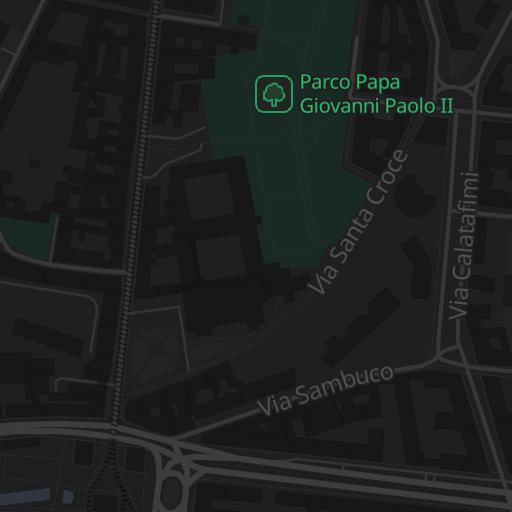 Parco Papa
Giovanni Paolo II
Via Santa Croce
Via Calatafimi
Via Sambuco